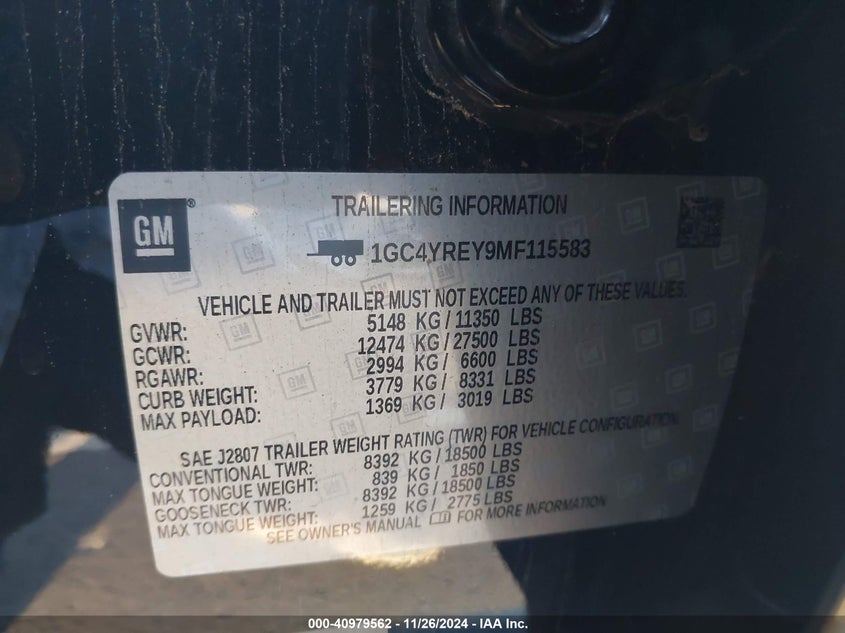 GM®
TRAILERING INFORMATION
1GC4YREY9MF115583
VEHICLE AND TRAILER MUST NOT EXCEED ANY OF THESE VALUES.
GVWR: 5148 KG/11350 LBS
GCWR: 12474 KG/27500 LBS
RGAWR: 2994 KG/ 6600 LBS
CURB WEIGHT: 3779 KG/ 8331 LBS
MAX PAYLOAD: 1369 KG/ 3019 LBS
SAE J2807 TRAILER WEIGHT RATING (TWR) FOR VEHICLE CONFIGURATION.
CONVENTIONAL TWR: 8392 KG/18500 LBS
MAX TONGUE WEIGHT: 839 KG/ 1850 LBS
GOOSENECK TWR: 8392 KG/18500 LBS
MAX TONGUE WEIGHT: 1259 KG/ 2775 LBS
SEE OWNER'S MANUAL FOR MORE INFORMATION
000-40979562 - 11/26/2024 - IAA Inc.